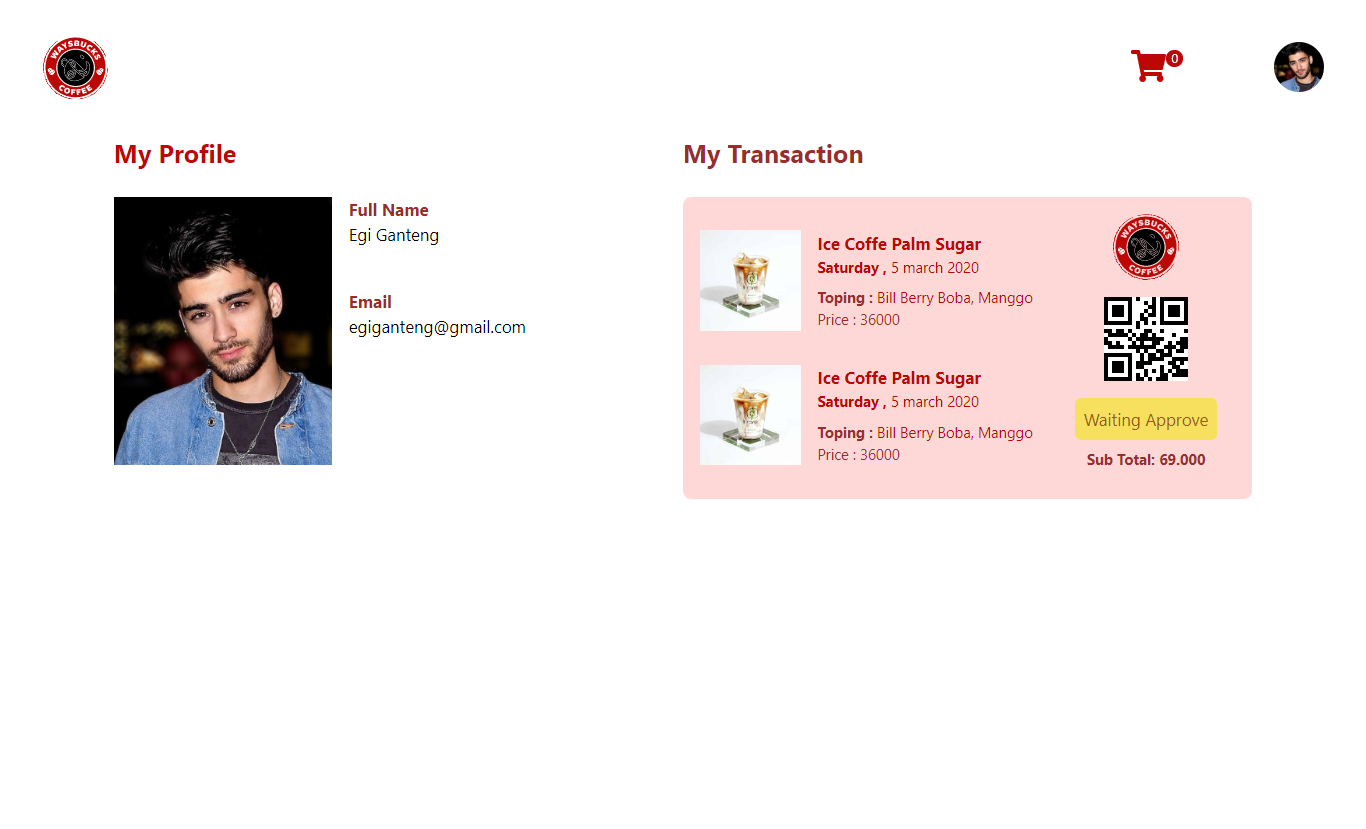 WAYSBUCKS
COFFEE
0
My Profile
Full Name
Egi Ganteng
Email
egiganteng@gmail.com
My Transaction
Ice Coffe Palm Sugar
Saturday , 5 march 2020
Toping : Bill Berry Boba, Manggo
Price : 36000
Ice Coffe Palm Sugar
Saturday , 5 march 2020
Toping : Bill Berry Boba, Manggo
Price : 36000
WAYSBUCKS
COFFEE
Waiting Approve
Sub Total: 69.000